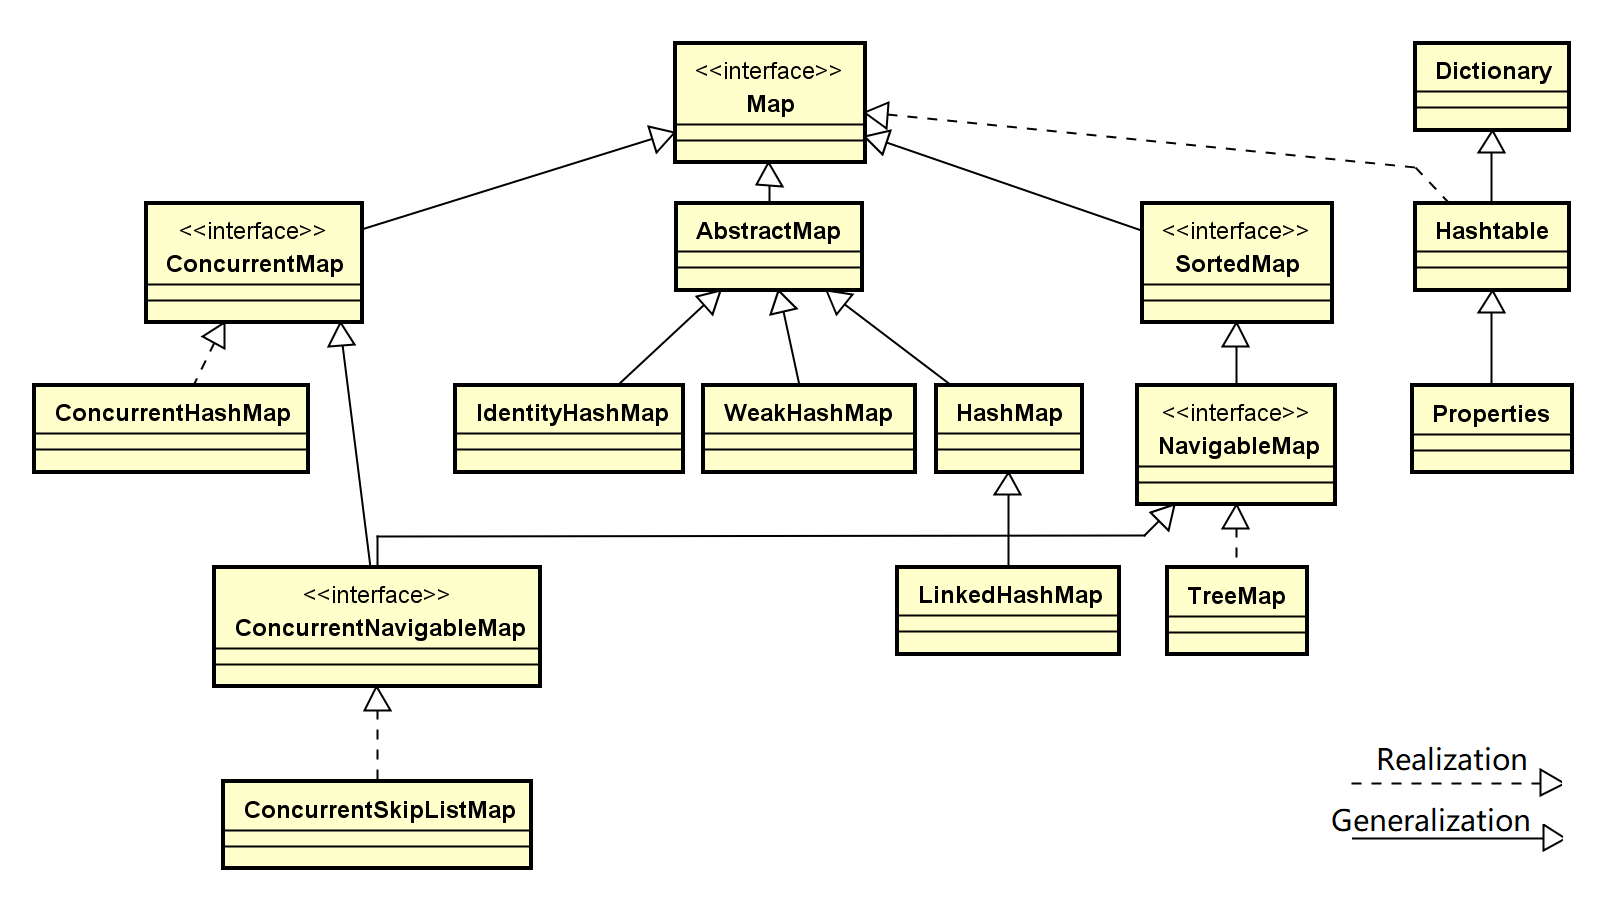 <<interface>>
Map
Dictionary
<<interface>>
ConcurrentMap
AbstractMap
<<interface>>
SortedMap
Hashtable
ConcurrentHashMap
IdentityHashMap
WeakHashMap
HashMap
<<interface>>
NavigableMap
Properties
<<interface>>
ConcurrentNavigableMap
LinkedHashMap
TreeMap
ConcurrentSkipListMap
Realization
Generalization